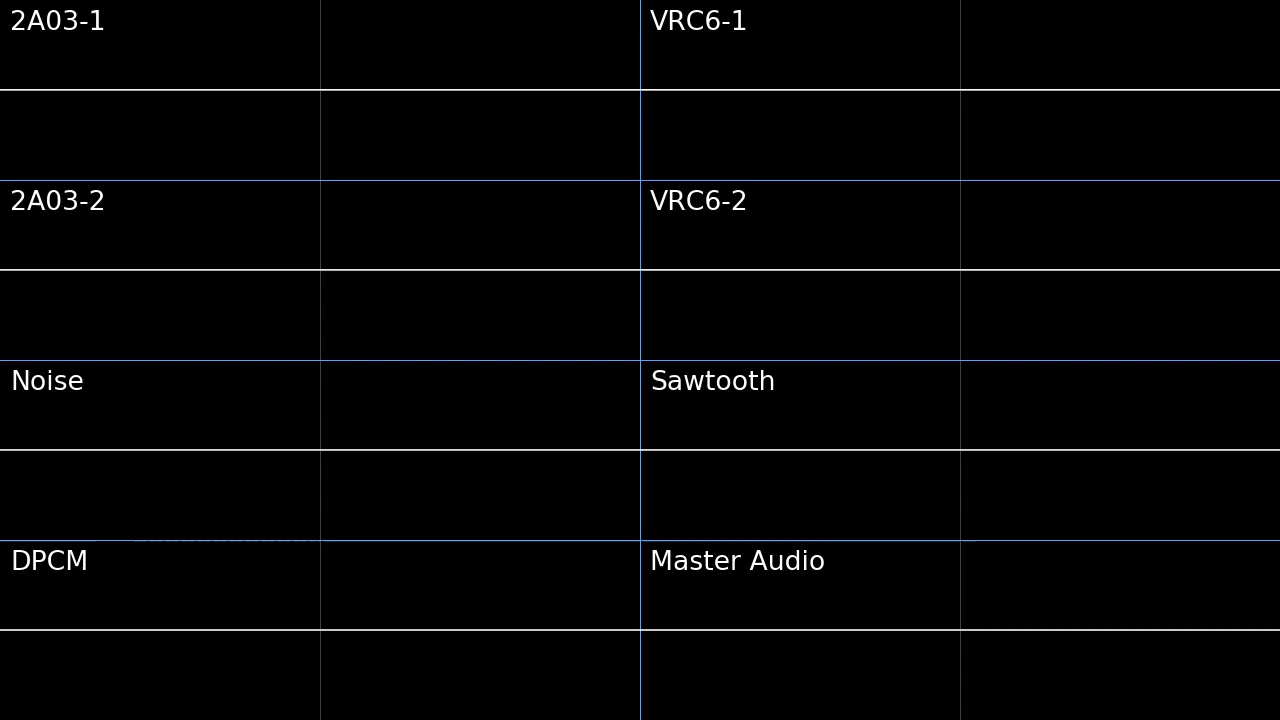 2A03-1
VRC6-1
2A03-2
VRC6-2
Noise
Sawtooth
DPCM
Master Audio